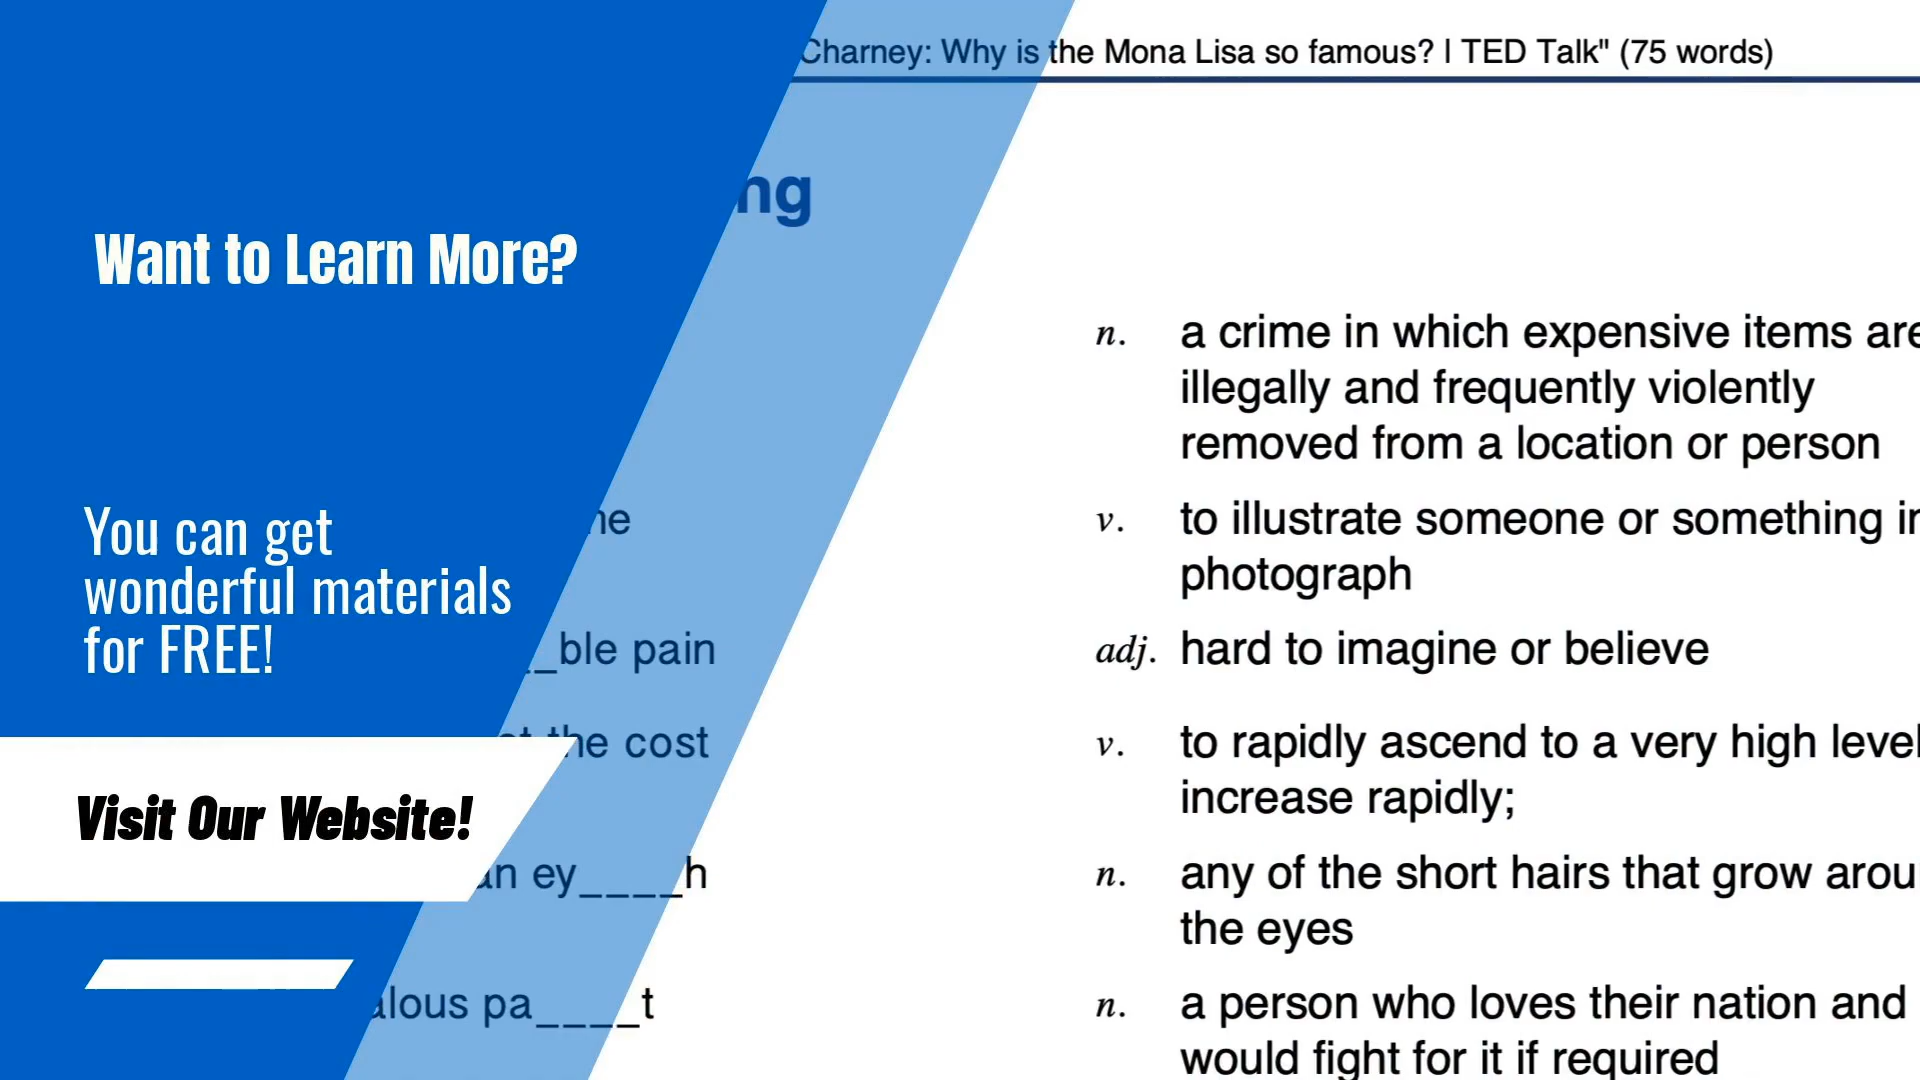 Charney: Why is the Mona Lisa so famous? | TED Talk" (75 words)
ng
Want to Learn More?
You can get
wonderful materials
for FREE!
Visit Our Website!
n. a crime in which expensive items are
illegally and frequently violently
removed from a location or person
v. to illustrate someone or something in
photograph
_ble pain adj. hard to imagine or believe
the cost v. to rapidly ascend to a very high level
increase rapidly;
an ey____h n. any of the short hairs that grow arou
the eyes
alous pa____t n. a person who loves their nation and
would fight for it if required